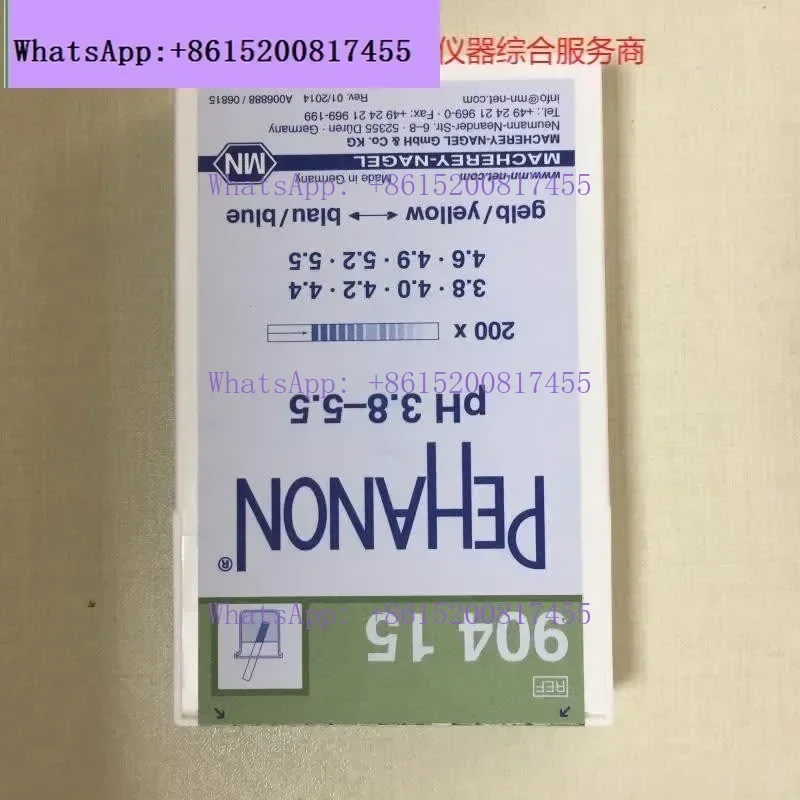 WhatsApp:+8615200817455
仪器综合服务商
REF
904 15
WhatsApp: +8615200817455
PEHANON®
pH 3.8–5.5
WhatsApp: +8615200817455
200 x
3.8 · 4.0 · 4.2 · 4.4
4.6 · 4.9 · 5.2 · 5.5
gelb/yellow ⟷ blau/blue
WhatsApp: +8615200817455
www.mn-net.com Made in Germany
MACHEREY-NAGEL
MN
MACHEREY-NAGEL GmbH & Co. KG
Neumann-Neander-Str. 6–8 · 52355 Düren · Germany
Tel.: +49 24 21 969-0 · Fax: +49 24 21 969-199
info@mn-net.com Rev. 01/2014 A006888 / 06815